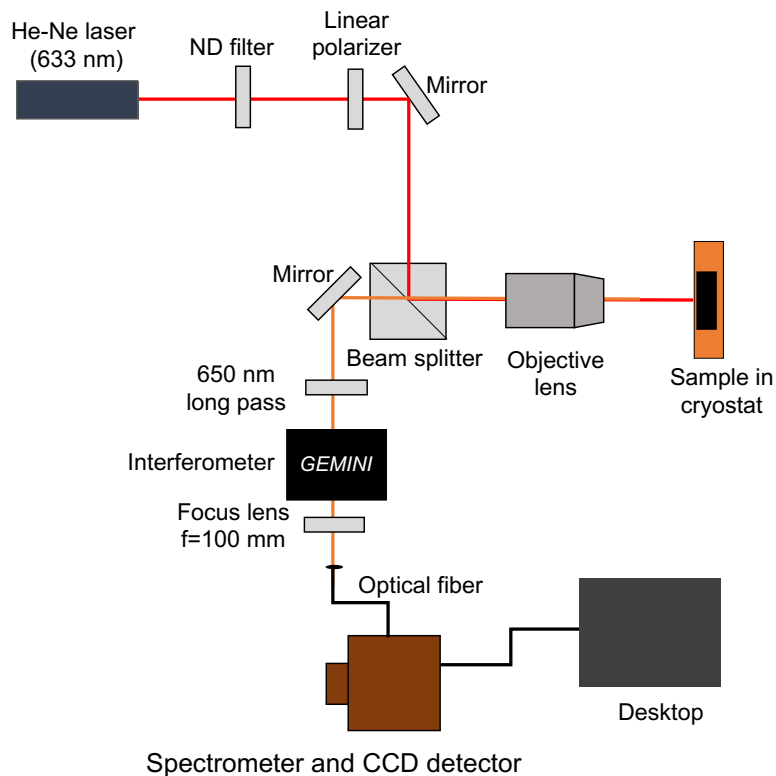 He-Ne laser
(633 nm)
ND filter
Linear
polarizer
Mirror
Mirror
Beam splitter
Objective
lens
Sample in
cryostat
650 nm
long pass
Interferometer
GEMINI
Focus lens
f=100 mm
Optical fiber
Desktop
Spectrometer and CCD detector